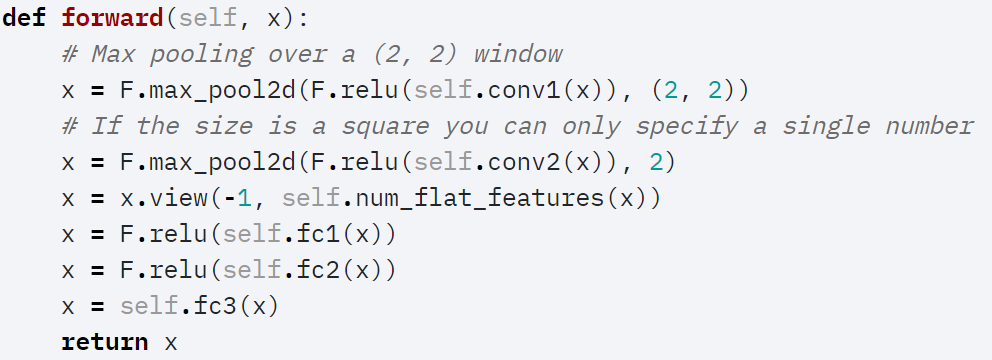 def forward(self, x):
    # Max pooling over a (2, 2) window
    x = F.max_pool2d(F.relu(self.conv1(x)), (2, 2))
    # If the size is a square you can only specify a single number
    x = F.max_pool2d(F.relu(self.conv2(x)), 2)
    x = x.view(-1, self.num_flat_features(x))
    x = F.relu(self.fc1(x))
    x = F.relu(self.fc2(x))
    x = self.fc3(x)
    return x